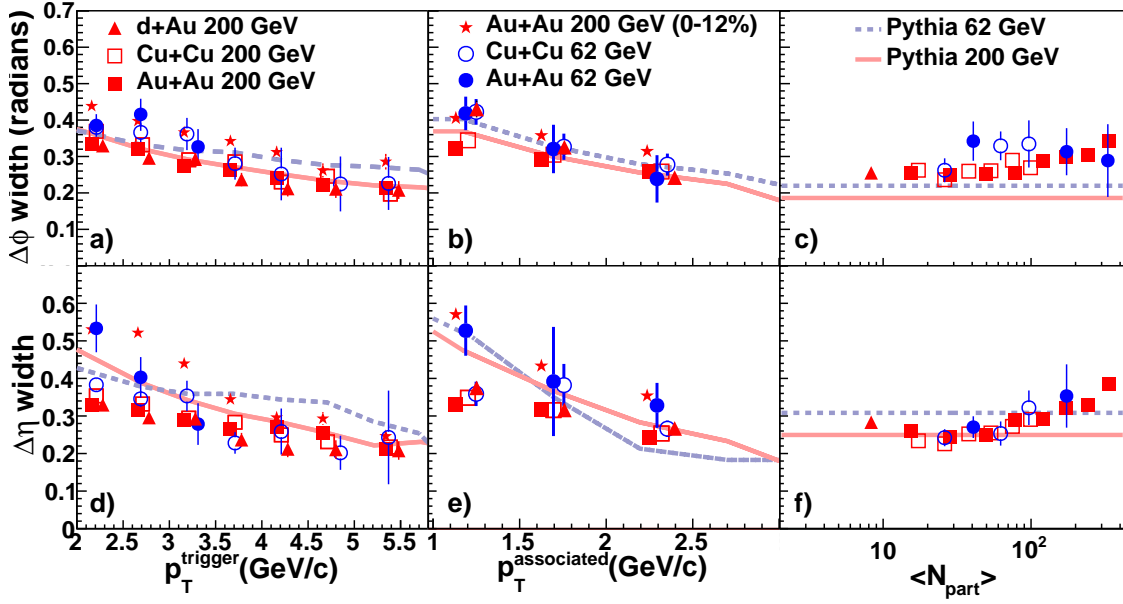 0.7
0.6
0.5
0.4
0.3
0.2
0.1
Δϕ width (radians)
d+Au 200 GeV
Cu+Cu 200 GeV
Au+Au 200 GeV
a)
Au+Au 200 GeV (0-12%)
Cu+Cu 62 GeV
Au+Au 62 GeV
b)
Pythia 62 GeV
Pythia 200 GeV
c)
0.6
0.5
0.4
0.3
0.2
0.1
0
Δη width
d)
e)
f)
2 2.5 3 3.5 4 4.5 5 5.5
1 1.5 2 2.5
10 10²
p_T^trigger (GeV/c)
p_T^associated (GeV/c)
<N_part>